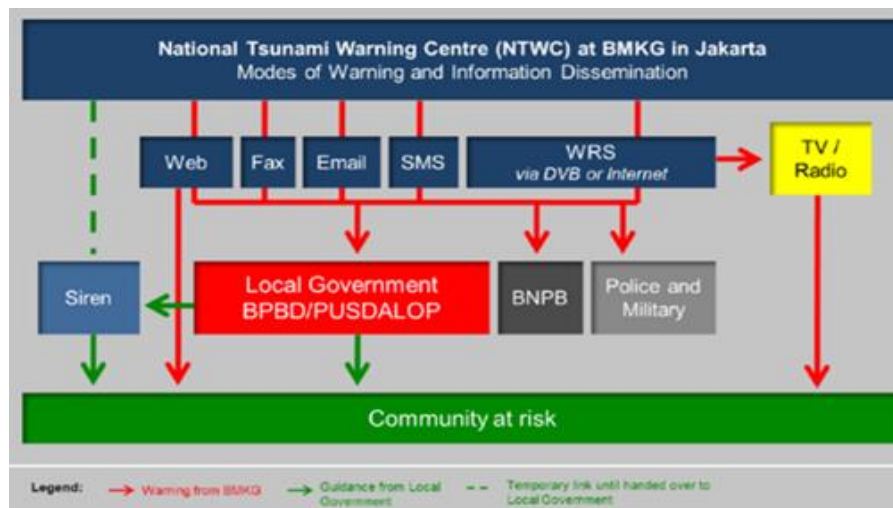 National Tsunami Warning Centre (NTWC) at BMKG in Jakarta
Modes of Warning and Information Dissemination
Web
Fax
Email
SMS
WRS
via DVB or Internet
TV /
Radio
Siren
Local Government
BPBD/PUSDALOP
BNPB
Police and
Military
Community at risk
Legend:
Warning from BMKG
Guidance from Local
Government
Temporary link until handed over to
Local Government